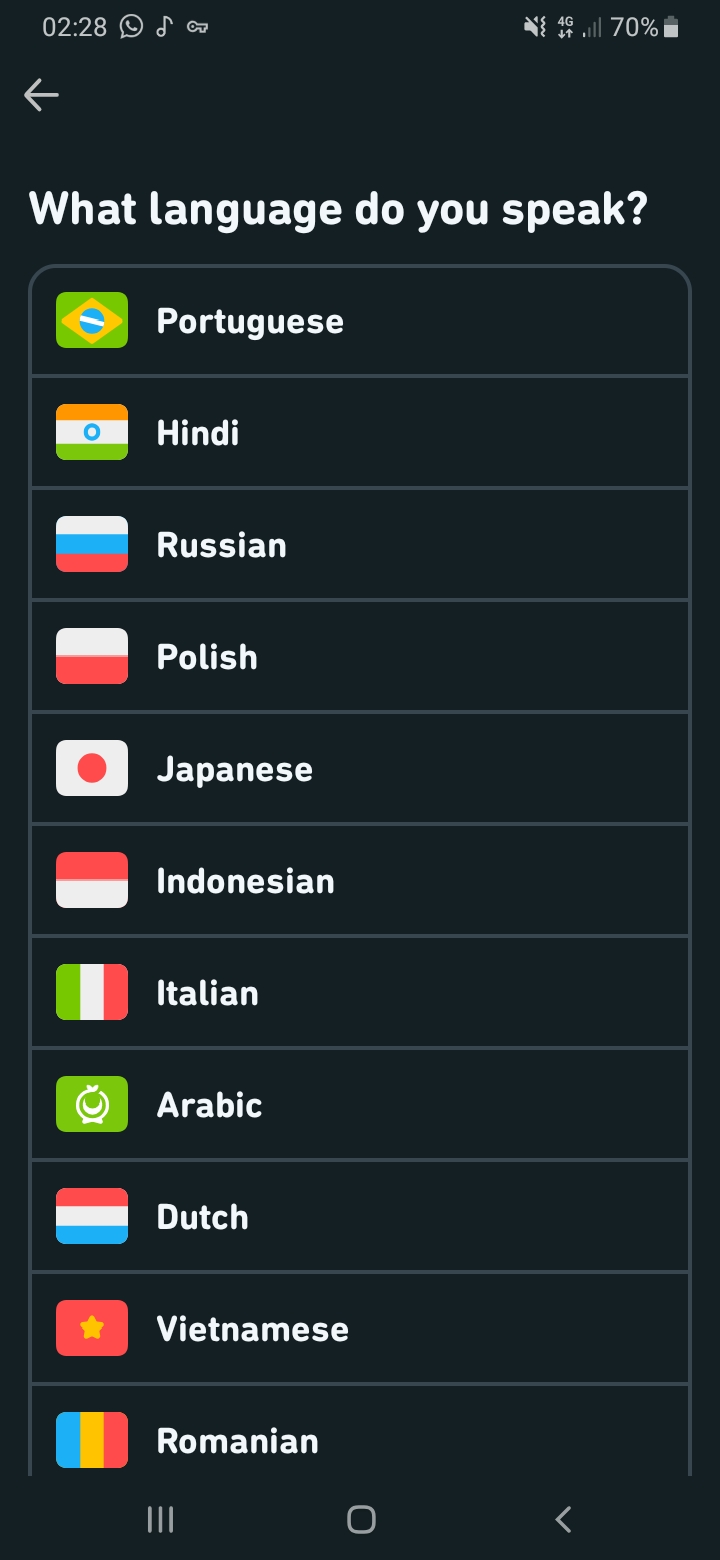 02:28 4G 70%
What language do you speak?
Portuguese
Hindi
Russian
Polish
Japanese
Indonesian
Italian
Arabic
Dutch
Vietnamese
Romanian